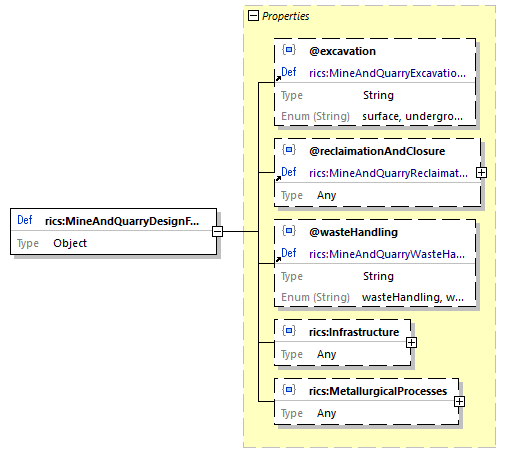 Properties
@excavation
Def rics:MineAndQuarryExcavatio...
Type String
Enum (String) surface, undergro...
@reclaimationAndClosure
Def rics:MineAndQuarryReclaimat...
Type Any
Def rics:MineAndQuarryDesignF...
Type Object
@wasteHandling
Def rics:MineAndQuarryWasteHa...
Type String
Enum (String) wasteHandling, w...
rics:Infrastructure
Type Any
rics:MetallurgicalProcesses
Type Any